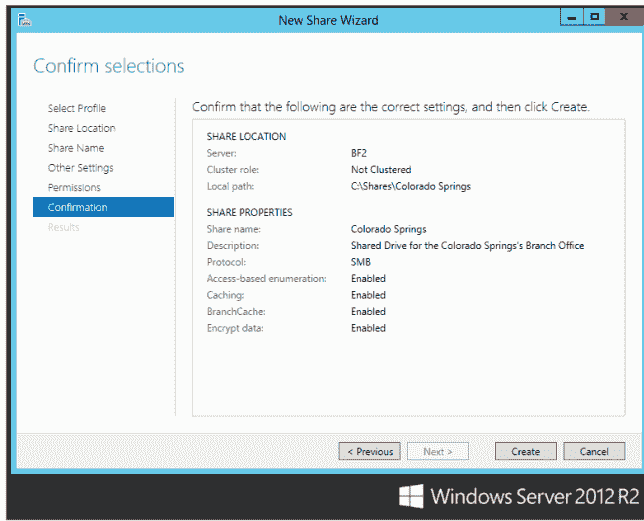 New Share Wizard
Confirm selections
Select Profile
Share Location
Share Name
Other Settings
Permissions
Confirmation
Results
Confirm that the following are the correct settings, and then click Create.
SHARE LOCATION
Server: BF2
Cluster role: Not Clustered
Local path: C:\Shares\Colorado Springs
SHARE PROPERTIES
Share name: Colorado Springs
Description: Shared Drive for the Colorado Springs's Branch Office
Protocol: SMB
Access-based enumeration: Enabled
Caching: Enabled
BranchCache: Enabled
Encrypt data: Enabled
< Previous Next > Create Cancel
Windows Server 2012 R2